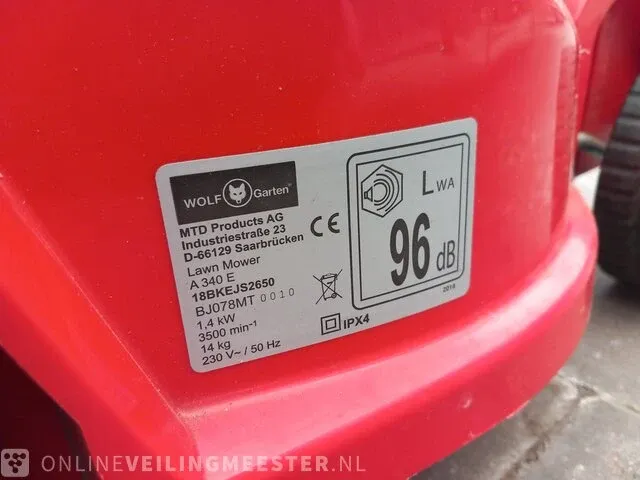 WOLF Garten®
MTD Products AG
Industriestraße 23
D-66129 Saarbrücken
Lawn Mower
A 340 E
18BKEJS2650
BJ078MT 0010
1,4 kW
3500 min⁻¹
14 kg
230 V~ / 50 Hz
CE
IPX4
LWA
96 dB
2014
ONLINEVEILINGMEESTER.NL